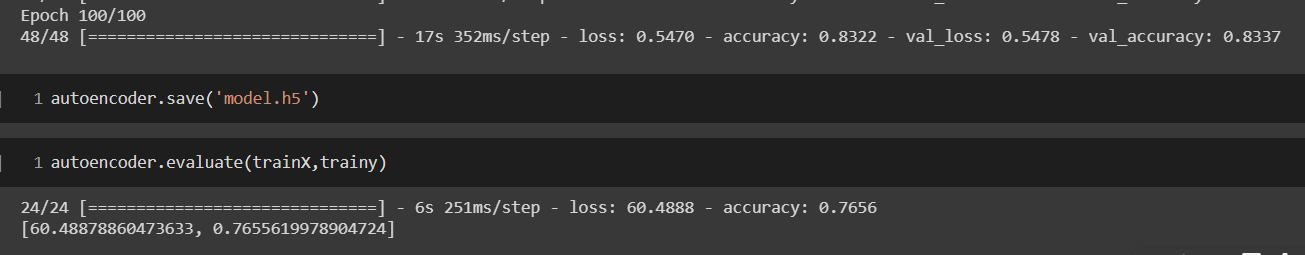 Epoch 100/100
48/48 [==============================] - 17s 352ms/step - loss: 0.5470 - accuracy: 0.8322 - val_loss: 0.5478 - val_accuracy: 0.8337
1 autoencoder.save('model.h5')
1 autoencoder.evaluate(trainX,trainy)
24/24 [==============================] - 6s 251ms/step - loss: 60.4888 - accuracy: 0.7656
[60.48878860473633, 0.7655619978904724]